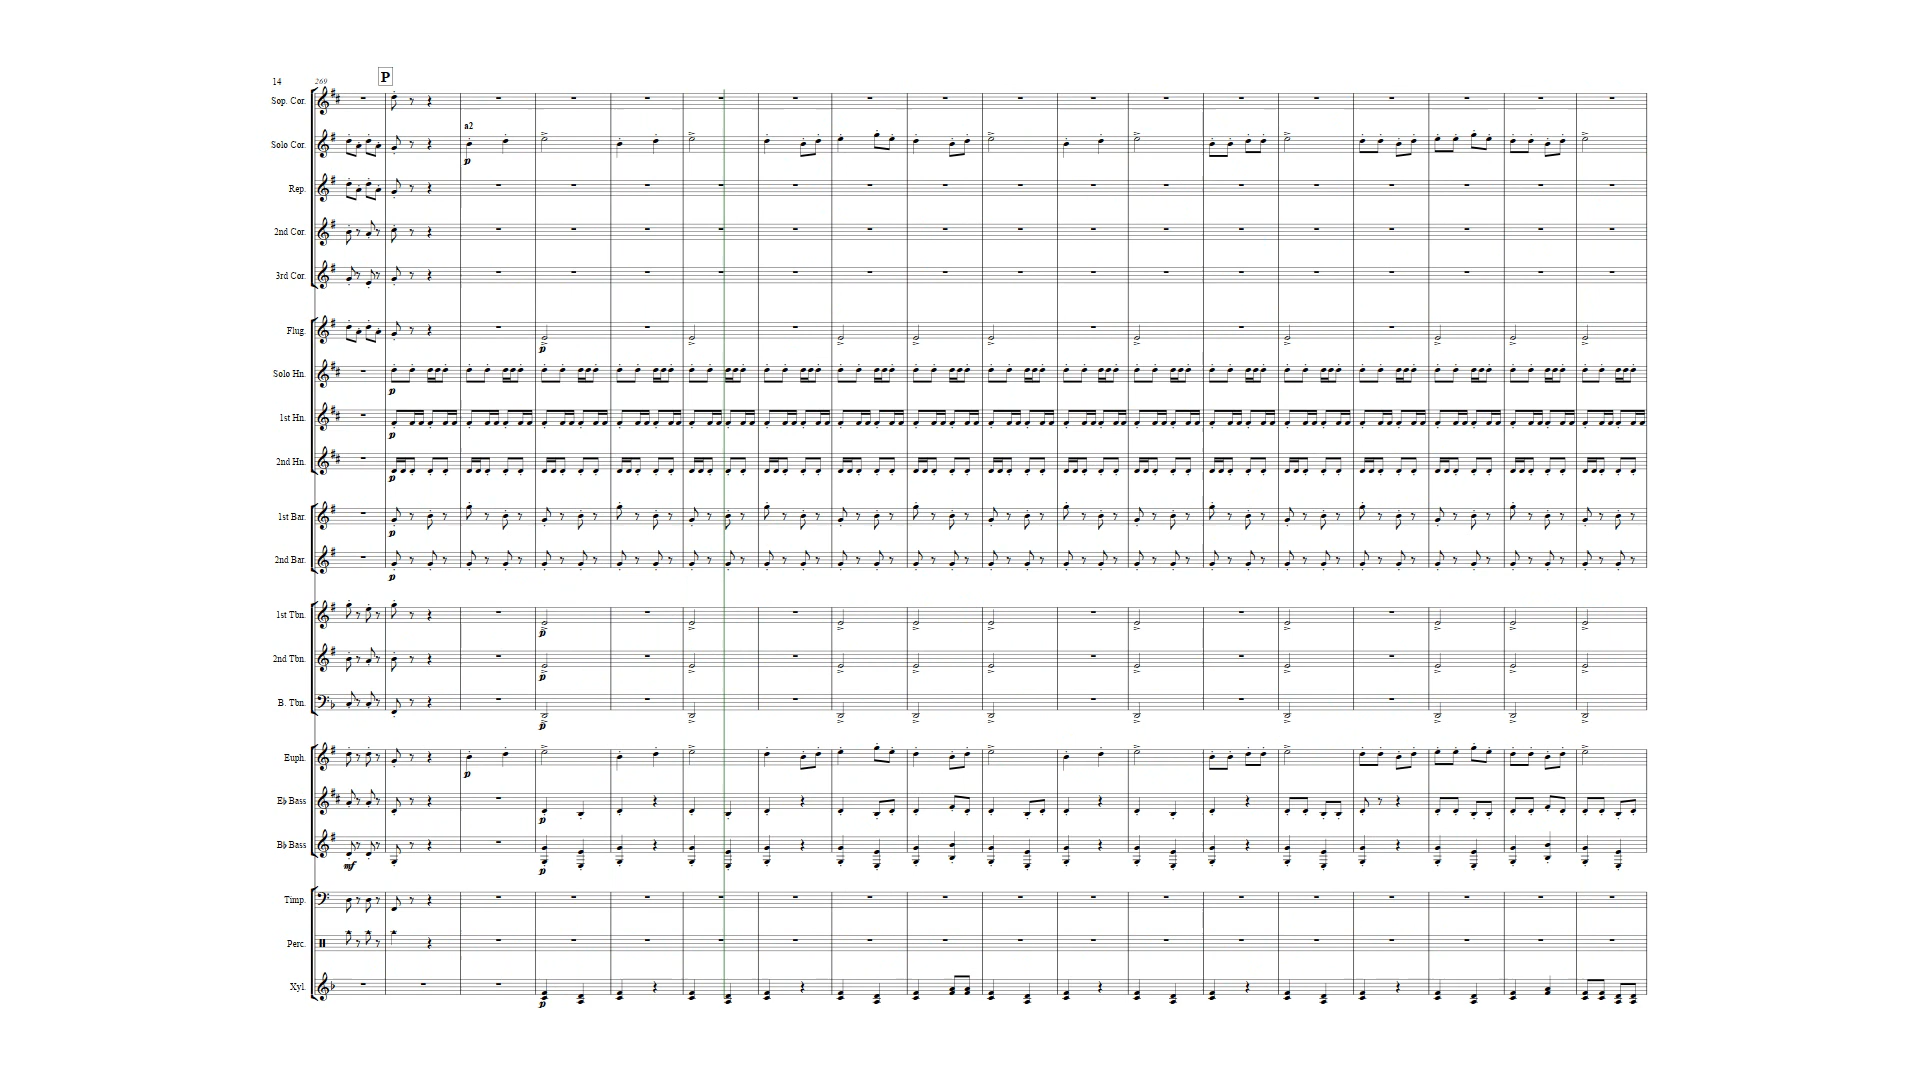 14 269 P
Sop. Cor.
a2
Solo Cor.
p
Rep.
2nd Cor.
3rd Cor.
Flug.
p
Solo Hn.
p
1st Hn.
p
2nd Hn.
p
1st Bar.
p
2nd Bar.
p
1st Tbn.
p
2nd Tbn.
p
B. Tbn.
p
Euph.
p
E♭ Bass
p
B♭ Bass
mf p
Timp.
Perc.
Xyl.
p